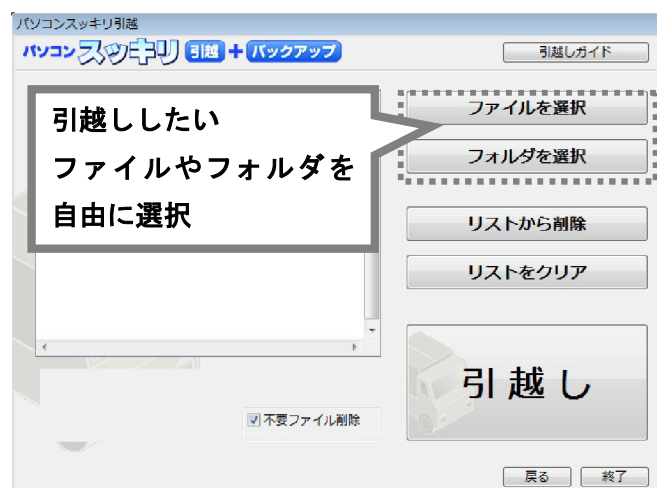 パソコンスッキリ引越
パソコン スッキリ 引越 + バックアップ
引越しガイド
引越ししたい
ファイルやフォルダを
自由に選択
ファイルを選択
フォルダを選択
リストから削除
リストをクリア
引越し
不要ファイル削除
戻る
終了